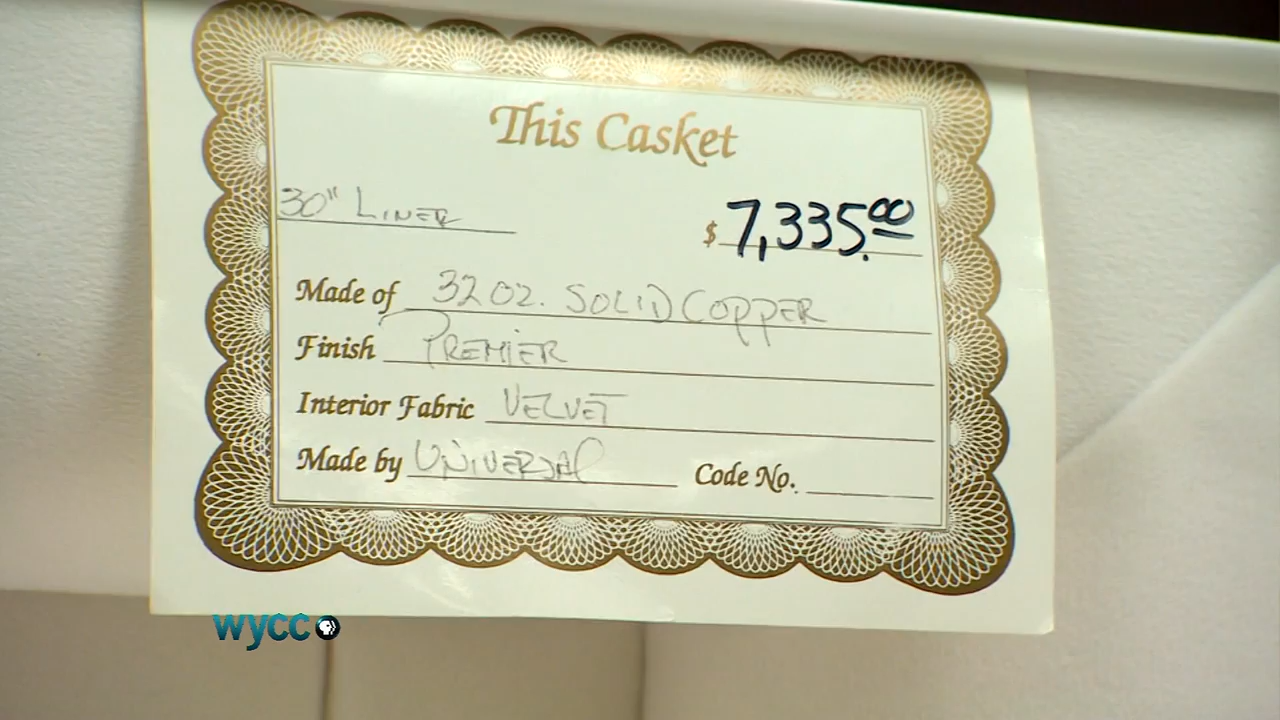 This Casket
30" LINER
$ 7,335.00
Made of 32 OZ. SOLID COPPER
Finish PREMIER
Interior Fabric VELVET
Made by UNIVERSAL Code No.
wycc